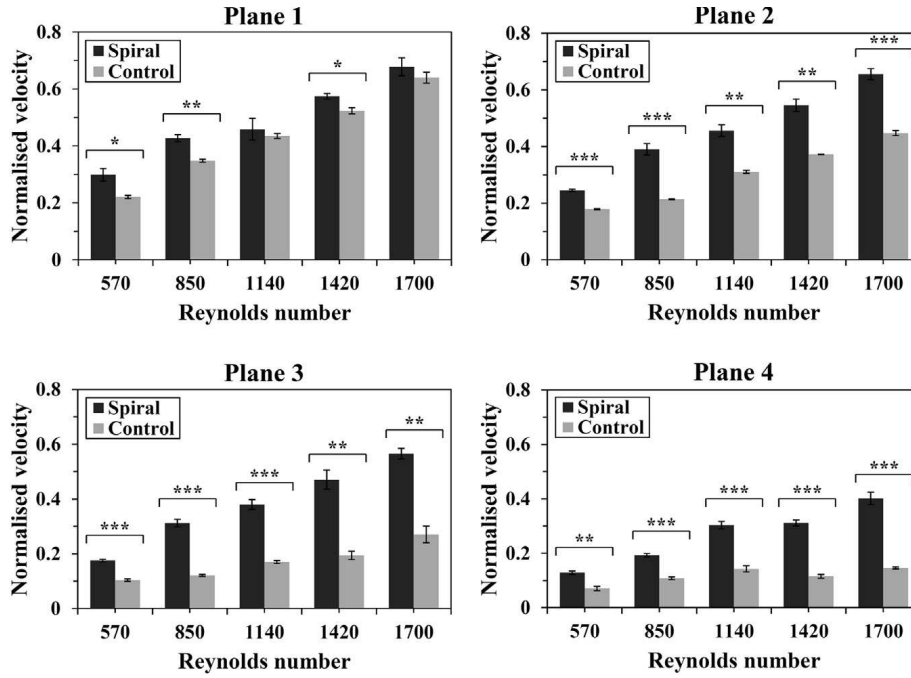 Plane 1
Normalised velocity
0.8
0.6
0.4
0.2
0
Spiral
Control
*
**
*
570 850 1140 1420 1700
Reynolds number
Plane 2
Normalised velocity
0.8
0.6
0.4
0.2
0
Spiral
Control
***
***
**
**
***
570 850 1140 1420 1700
Reynolds number
Plane 3
Normalised velocity
0.8
0.6
0.4
0.2
0
Spiral
Control
***
***
***
**
**
570 850 1140 1420 1700
Reynolds number
Plane 4
Normalised velocity
0.8
0.6
0.4
0.2
0
Spiral
Control
**
***
***
***
***
570 850 1140 1420 1700
Reynolds number